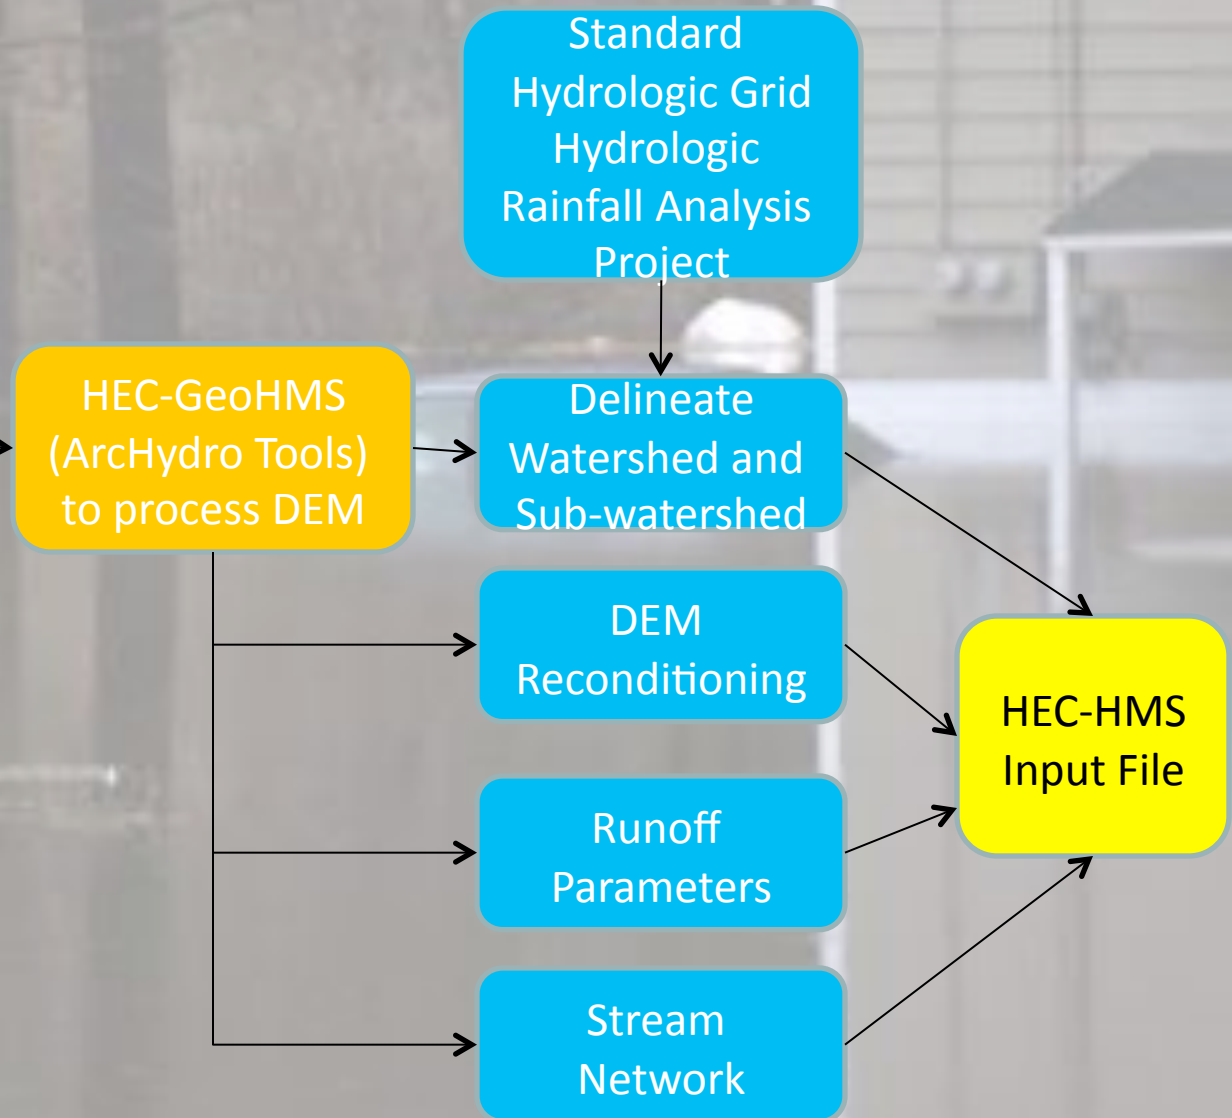 Standard
Hydrologic Grid
Hydrologic
Rainfall Analysis
Project
HEC-GeoHMS
(ArcHydro Tools)
to process DEM
Delineate
Watershed and
Sub-watershed
DEM
Reconditioning
Runoff
Parameters
Stream
Network
HEC-HMS
Input File